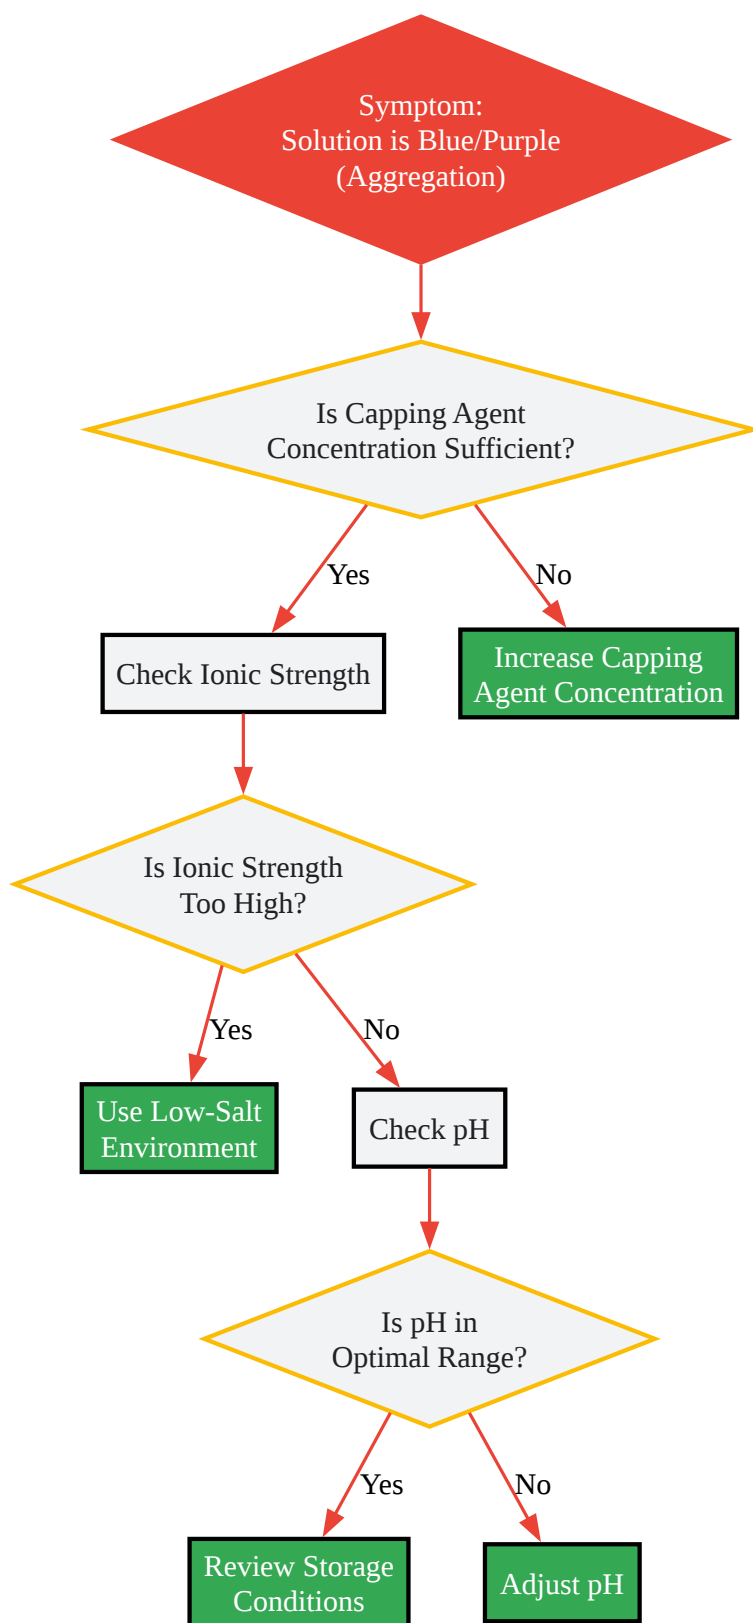 Symptom:
Solution is Blue/Purple
(Aggregation)
Is Capping Agent
Concentration Sufficient?
Yes
No
Check Ionic Strength
Increase Capping
Agent Concentration
Is Ionic Strength
Too High?
Yes
No
Use Low-Salt
Environment
Check pH
Is pH in
Optimal Range?
Yes
No
Review Storage
Conditions
Adjust pH